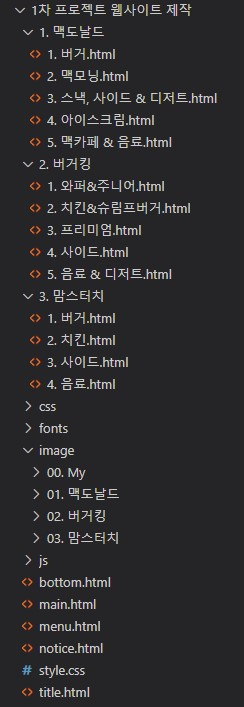 1차 프로젝트 웹사이트 제작
1. 맥도날드
1. 버거.html
2. 맥모닝.html
3. 스낵, 사이드 & 디저트.html
4. 아이스크림.html
5. 맥카페 & 음료.html
2. 버거킹
1. 와퍼&주니어.html
2. 치킨&슈림프버거.html
3. 프리미엄.html
4. 사이드.html
5. 음료 & 디저트.html
3. 맘스터치
1. 버거.html
2. 치킨.html
3. 사이드.html
4. 음료.html
css
fonts
image
00. My
01. 맥도날드
02. 버거킹
03. 맘스터치
js
bottom.html
main.html
menu.html
notice.html
# style.css
title.html